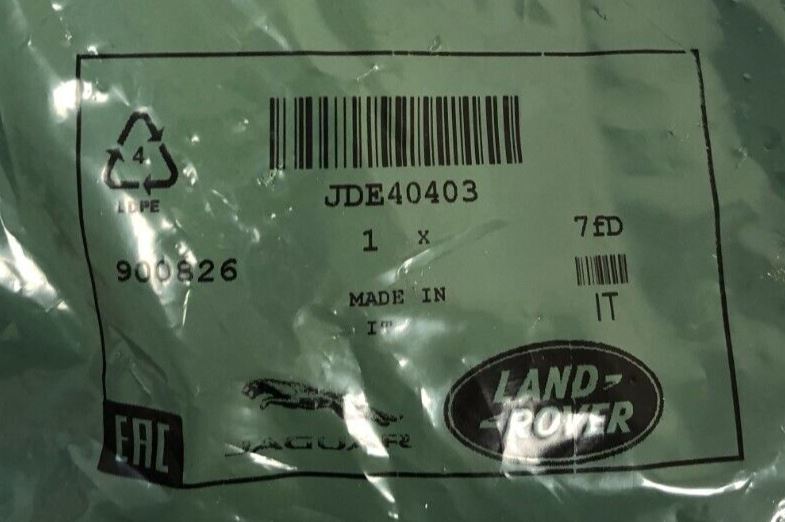 4
LDPE
JDE40403
1 x
7fD
900826
MADE IN
IT
IT
EAC
JAGUAR
LAND-
-ROVER